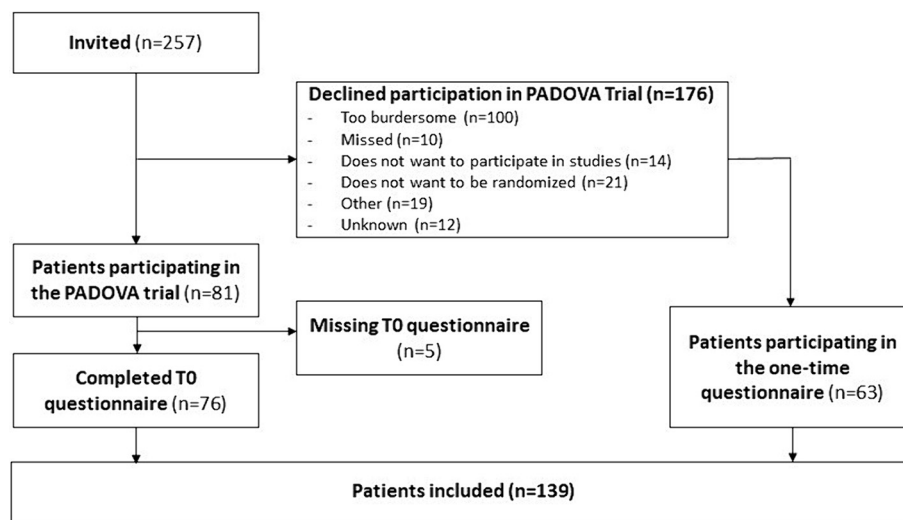 Invited (n=257)
Declined participation in PADOVA Trial (n=176)
- Too burdersome (n=100)
- Missed (n=10)
- Does not want to participate in studies (n=14)
- Does not want to be randomized (n=21)
- Other (n=19)
- Unknown (n=12)
Patients participating in
the PADOVA trial (n=81)
Missing T0 questionnaire
(n=5)
Patients participating in
the one-time
questionnaire (n=63)
Completed T0
questionnaire (n=76)
Patients included (n=139)